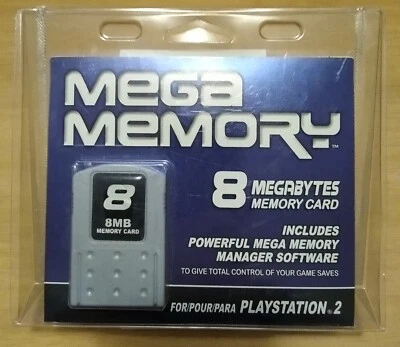 MEGA
MEMORY™
8 MEGABYTES
MEMORY CARD
8
8MB
MEMORY CARD
INCLUDES
POWERFUL MEGA MEMORY
MANAGER SOFTWARE
TO GIVE TOTAL CONTROL OF YOUR GAME SAVES
FOR/POUR/PARA PLAYSTATION® 2